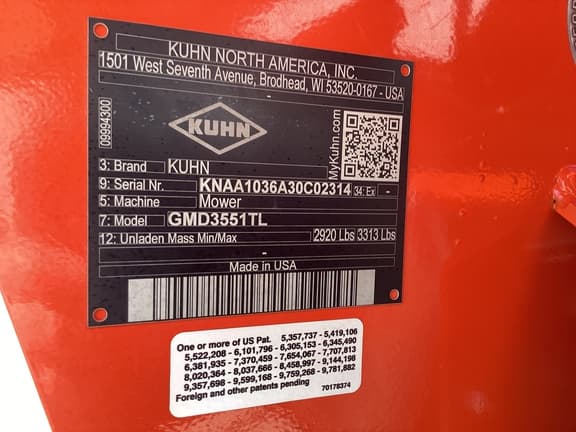 KUHN NORTH AMERICA, INC.
1501 West Seventh Avenue, Brodhead, WI 53520-0167 - USA
-
09994300
KUHN
MyKuhn.com
3: Brand KUHN
9: Serial Nr. KNAA1036A30C02314 34: Ex -
5: Machine Mower
7: Model GMD3551TL
12: Unladen Mass Min/Max 2920 Lbs 3313 Lbs
-
Made in USA
One or more of US Pat. 5,357,737 - 5,419,106
5,522,208 - 6,101,796 - 6,305,153 - 6,345,490
6,381,935 - 7,370,459 - 7,654,067 - 7,707,813
8,020,364 - 8,037,666 - 8,458,997 - 9,144,198
9,357,698 - 9,599,168 - 9,759,268 - 9,781,882
Foreign and other patents pending 70178374